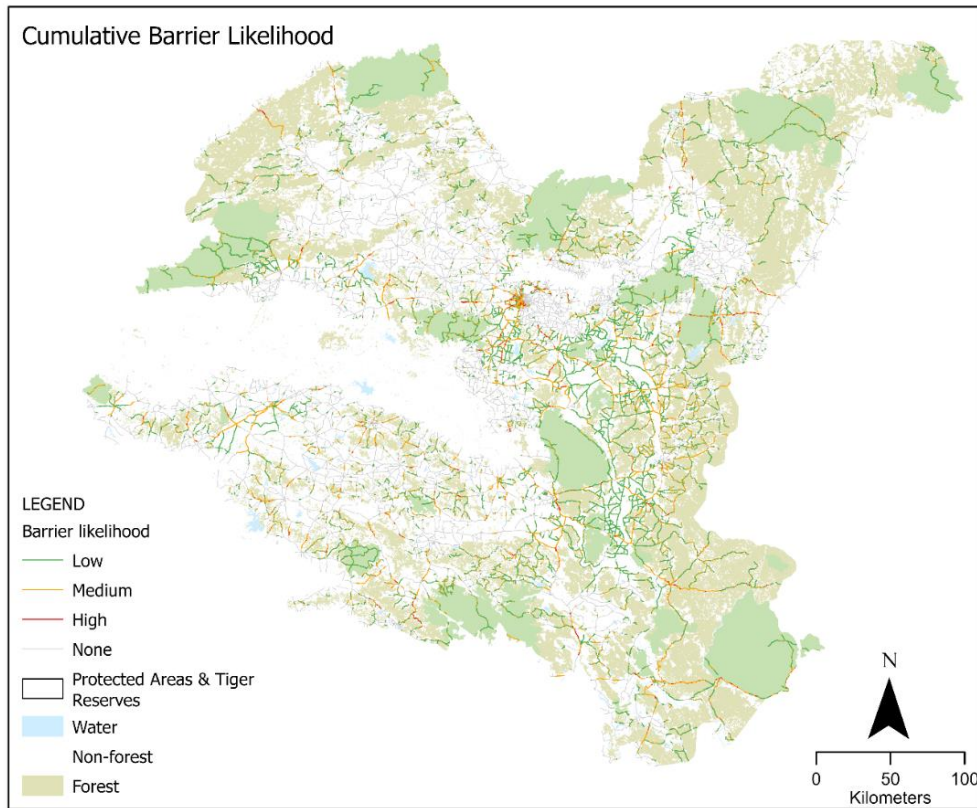 Cumulative Barrier Likelihood
LEGEND
Barrier likelihood
Low
Medium
High
None
Protected Areas & Tiger
Reserves
Water
Non-forest
Forest
N
0 50 100
Kilometers